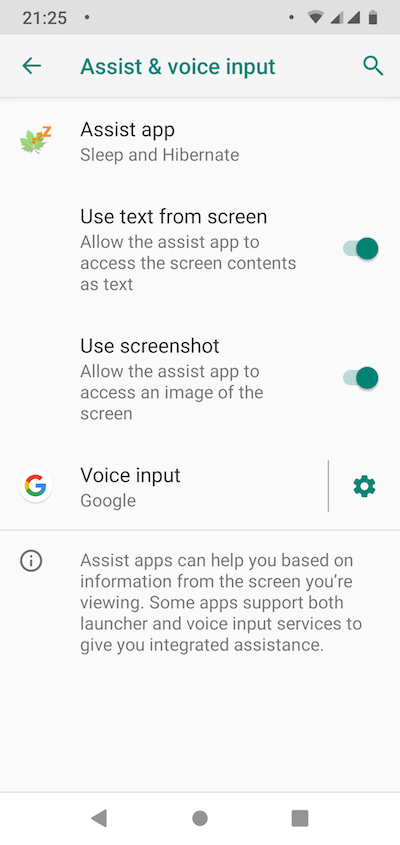 21:25
Assist & voice input
Assist app
Sleep and Hibernate
Use text from screen
Allow the assist app to
access the screen contents
as text
Use screenshot
Allow the assist app to
access an image of the
screen
Voice input
Google
Assist apps can help you based on
information from the screen you’re
viewing. Some apps support both
launcher and voice input services to
give you integrated assistance.